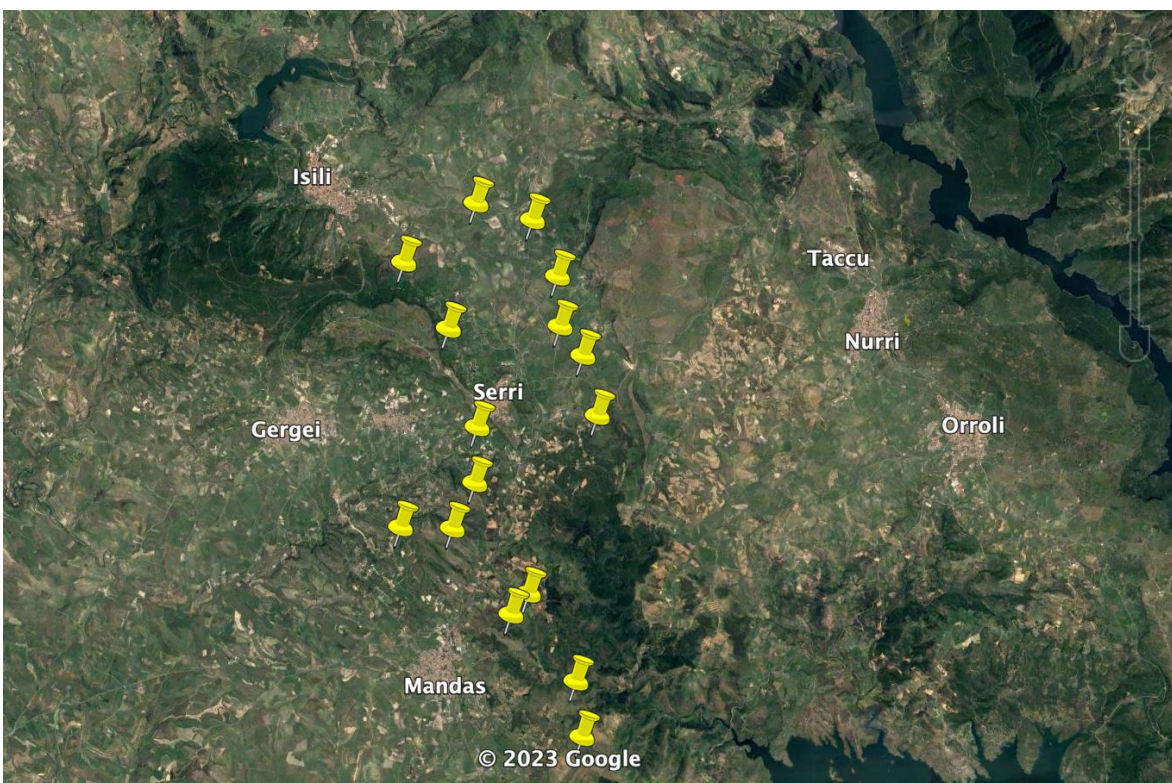 Isili
Taccu
Nurri
Serri
Gergei
Orroli
Mandas
© 2023 Google